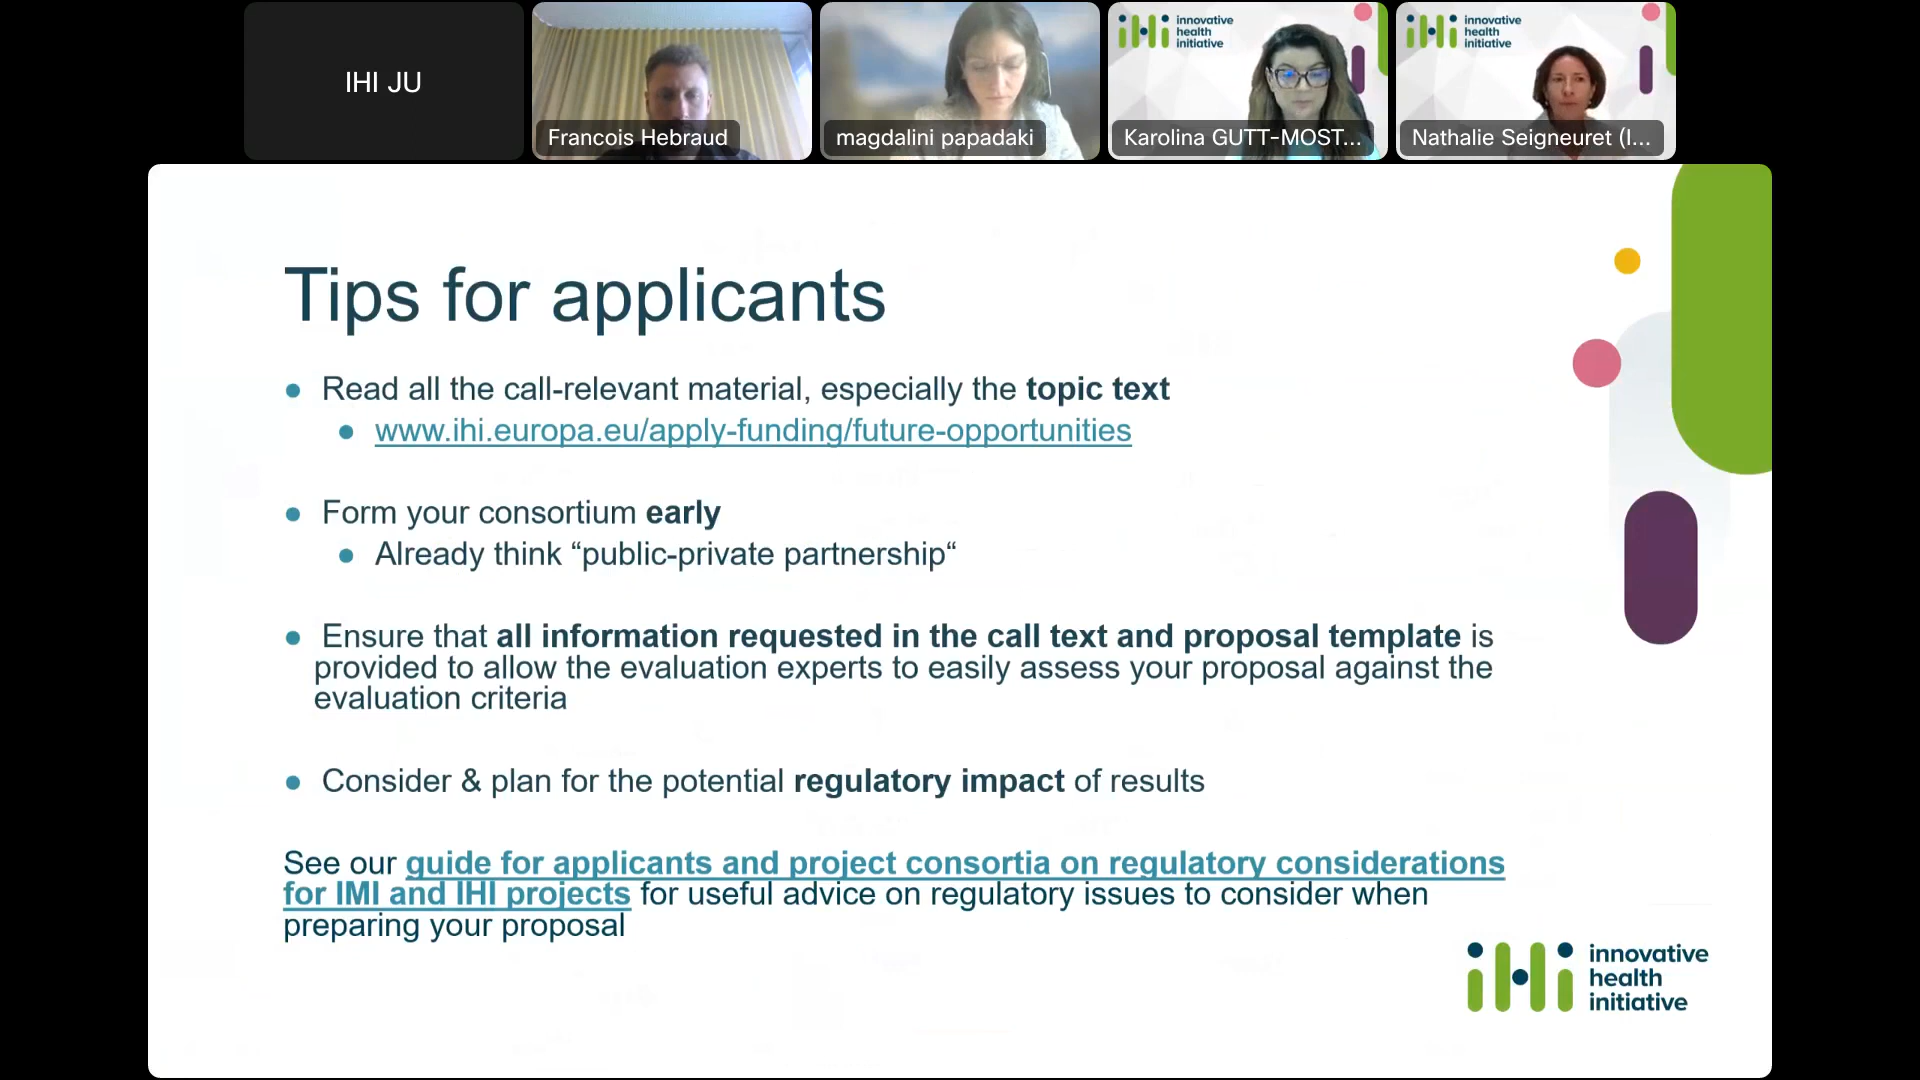 IHI JU
Francois Hebraud
magdalini papadaki
innovative
health
initiative
Karolina GUTT-MOST...
innovative
health
initiative
Nathalie Seigneuret (I...
Tips for applicants
Read all the call-relevant material, especially the topic text
www.ihi.europa.eu/apply-funding/future-opportunities
Form your consortium early
Already think “public-private partnership“
Ensure that all information requested in the call text and proposal template is
provided to allow the evaluation experts to easily assess your proposal against the
evaluation criteria
Consider & plan for the potential regulatory impact of results
See our guide for applicants and project consortia on regulatory considerations
for IMI and IHI projects for useful advice on regulatory issues to consider when
preparing your proposal
ihi innovative
health
initiative